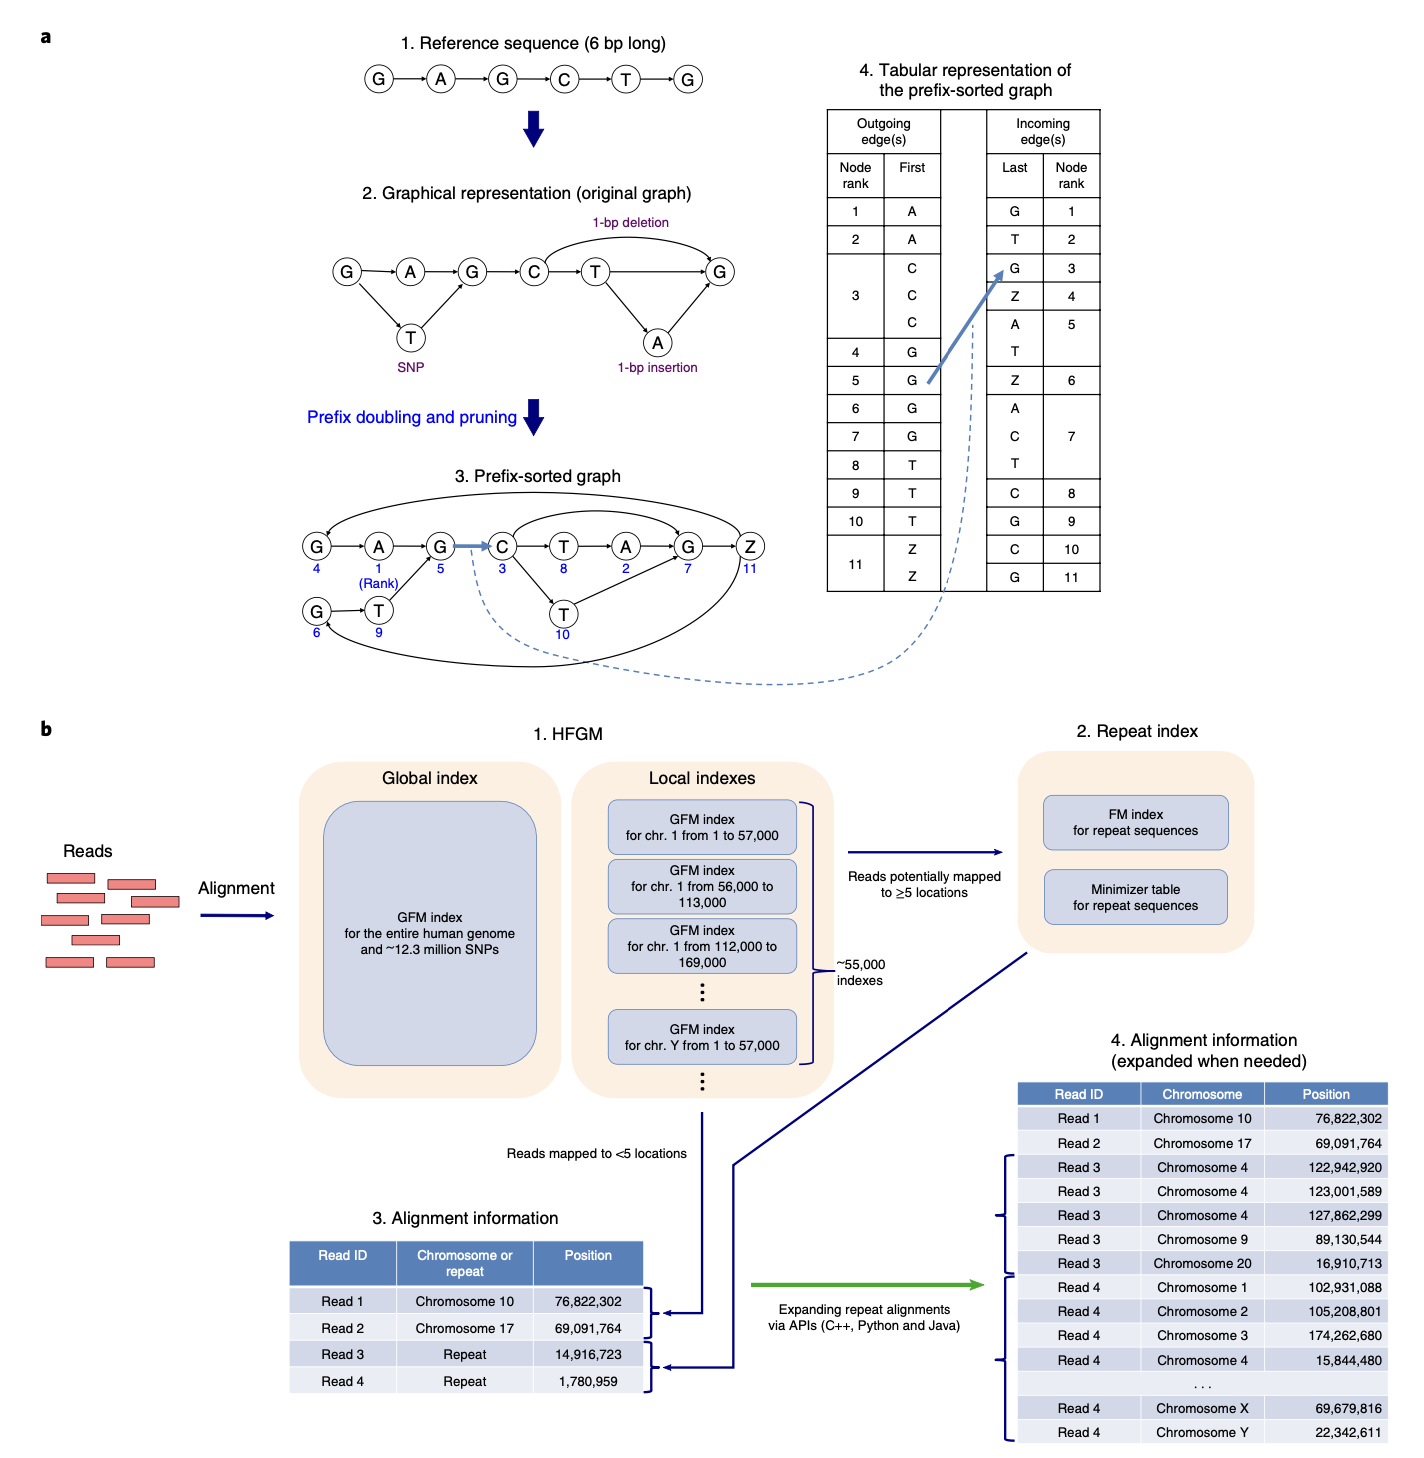 a
1. Reference sequence (6 bp long)
G A G C T G
2. Graphical representation (original graph)
1-bp deletion
G A G C T G
T
A
SNP
1-bp insertion
Prefix doubling and pruning
3. Prefix-sorted graph
G A G C T A G Z
4 1 5 3 8 2 7 11
(Rank)
G T T
6 9 10
4. Tabular representation of
the prefix-sorted graph
Outgoing
edge(s)
Incoming
edge(s)
Node
rank
First
Last
Node
rank
1 A G 1
2 A T 2
C G 3
3 C Z 4
C A 5
4 G T
5 G Z 6
6 G A
7 G C 7
8 T T
9 T C 8
10 T G 9
Z C 10
11
Z G 11
b
Reads
Alignment
1. HFGM
Global index
GFM index
for the entire human genome
and ~12.3 million SNPs
Local indexes
GFM index
for chr. 1 from 1 to 57,000
GFM index
for chr. 1 from 56,000 to
113,000
GFM index
for chr. 1 from 112,000 to
169,000
GFM index
for chr. Y from 1 to 57,000
~55,000
indexes
Reads potentially mapped
to ≥5 locations
2. Repeat index
FM index
for repeat sequences
Minimizer table
for repeat sequences
Reads mapped to <5 locations
3. Alignment information
Read ID Chromosome or repeat Position
Read 1 Chromosome 10 76,822,302
Read 2 Chromosome 17 69,091,764
Read 3 Repeat 14,916,723
Read 4 Repeat 1,780,959
Expanding repeat alignments
via APIs (C++, Python and Java)
4. Alignment information
(expanded when needed)
Read ID Chromosome Position
Read 1 Chromosome 10 76,822,302
Read 2 Chromosome 17 69,091,764
Read 3 Chromosome 4 122,942,920
Read 3 Chromosome 4 123,001,589
Read 3 Chromosome 4 127,862,299
Read 3 Chromosome 9 89,130,544
Read 3 Chromosome 20 16,910,713
Read 4 Chromosome 1 102,931,088
Read 4 Chromosome 2 105,208,801
Read 4 Chromosome 3 174,262,680
Read 4 Chromosome 4 15,844,480
. . .
Read 4 Chromosome X 69,679,816
Read 4 Chromosome Y 22,342,611